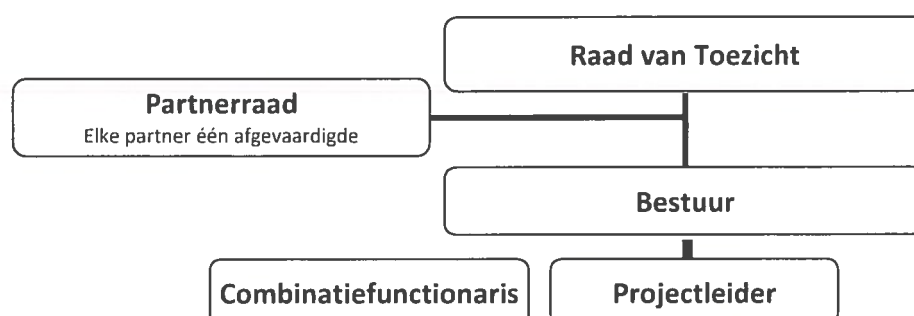 Raad van Toezicht
Partnerraad
Elke partner één afgevaardigde
Bestuur
Combinatiefunctionaris
Projectleider